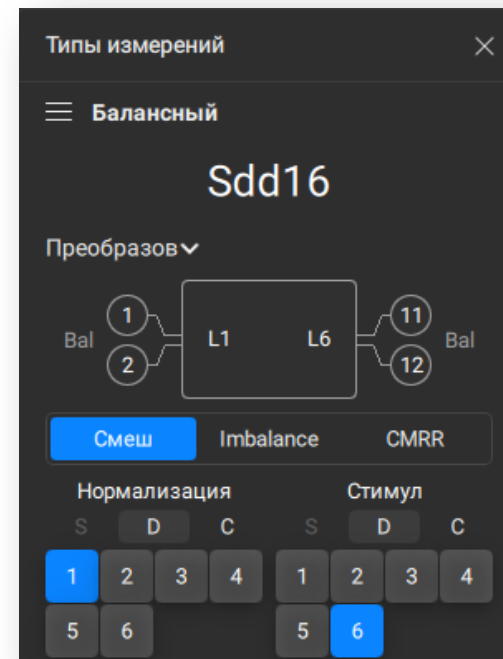 Типы измерений
Балансный
Sdd16
Преобразов
1 11
Bal L1 L6 Bal
2 12
Смеш Imbalance CMRR
Нормализация Стимул
S D C S D C
1 2 3 4 1 2 3 4
5 6 5 6